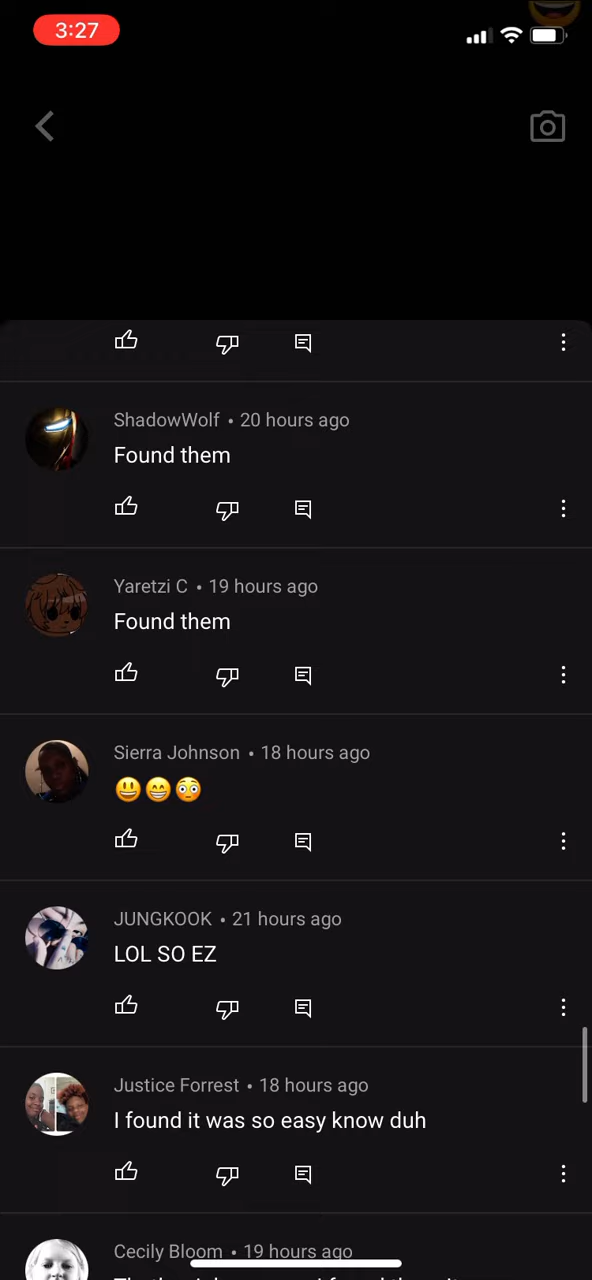 3:27
ShadowWolf • 20 hours ago
Found them
Yaretzi C • 19 hours ago
Found them
Sierra Johnson • 18 hours ago
😃😁😳
JUNGKOOK • 21 hours ago
LOL SO EZ
Justice Forrest • 18 hours ago
I found it was so easy know duh
Cecily Bloom • 19 hours ago